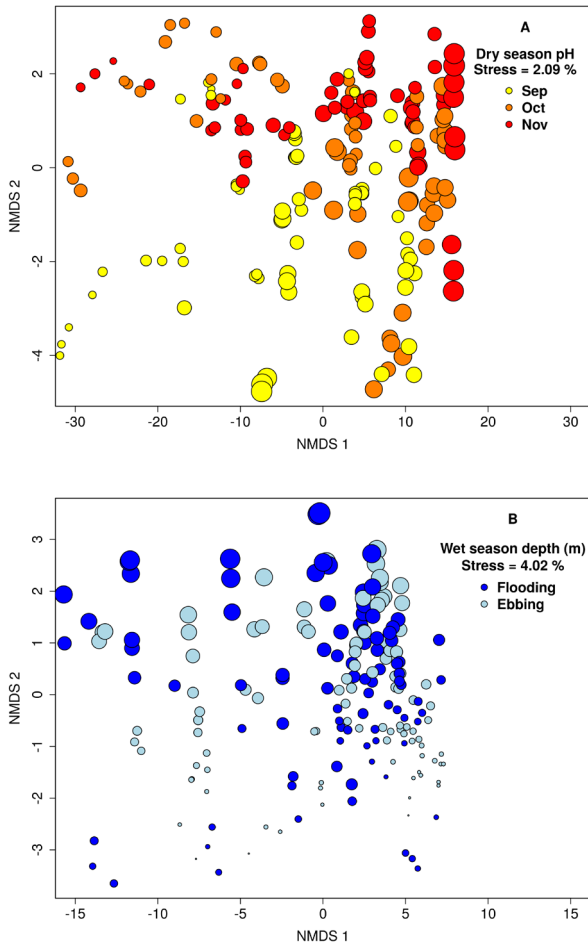 A
Dry season pH
Stress = 2.09 %
Sep
Oct
Nov
2
0
-2
-4
NMDS 2
-30
-20
-10
0
10
20
30
NMDS 1
B
Wet season depth (m)
Stress = 4.02 %
Flooding
Ebbing
3
2
1
0
-1
-2
-3
NMDS 2
-15
-10
-5
0
5
10
15
NMDS 1